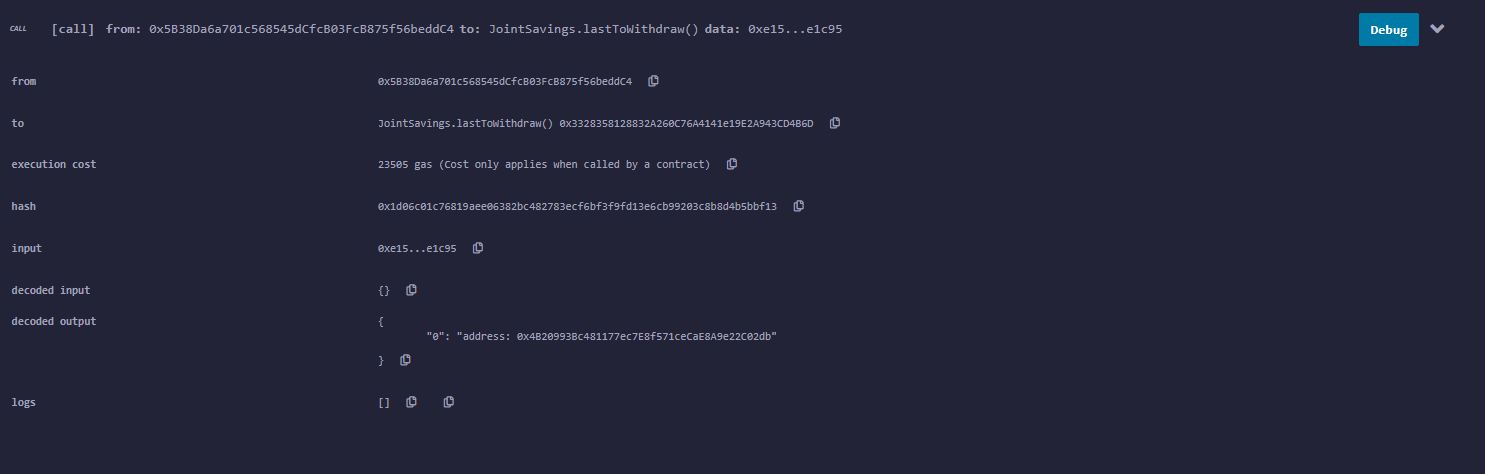 CALL [call] from: 0x5B38Da6a701c568545dCfcB03FcB875f56beddC4 to: JointSavings.lastToWithdraw() data: 0xe15...e1c95 Debug
from 0x5B38Da6a701c568545dCfcB03FcB875f56beddC4
to JointSavings.lastToWithdraw() 0x3328358128832A260C76A4141e19E2A943CD4B6D
execution cost 23505 gas (Cost only applies when called by a contract)
hash 0x1d06c01c76819aee06382bc482783ecf6bf3f9fd13e6cb99203c8b8d4b5bbf13
input 0xe15...e1c95
decoded input {}
decoded output {
"0": "address: 0x4B20993Bc481177ec7E8f571ceCaE8A9e22C02db"
}
logs []